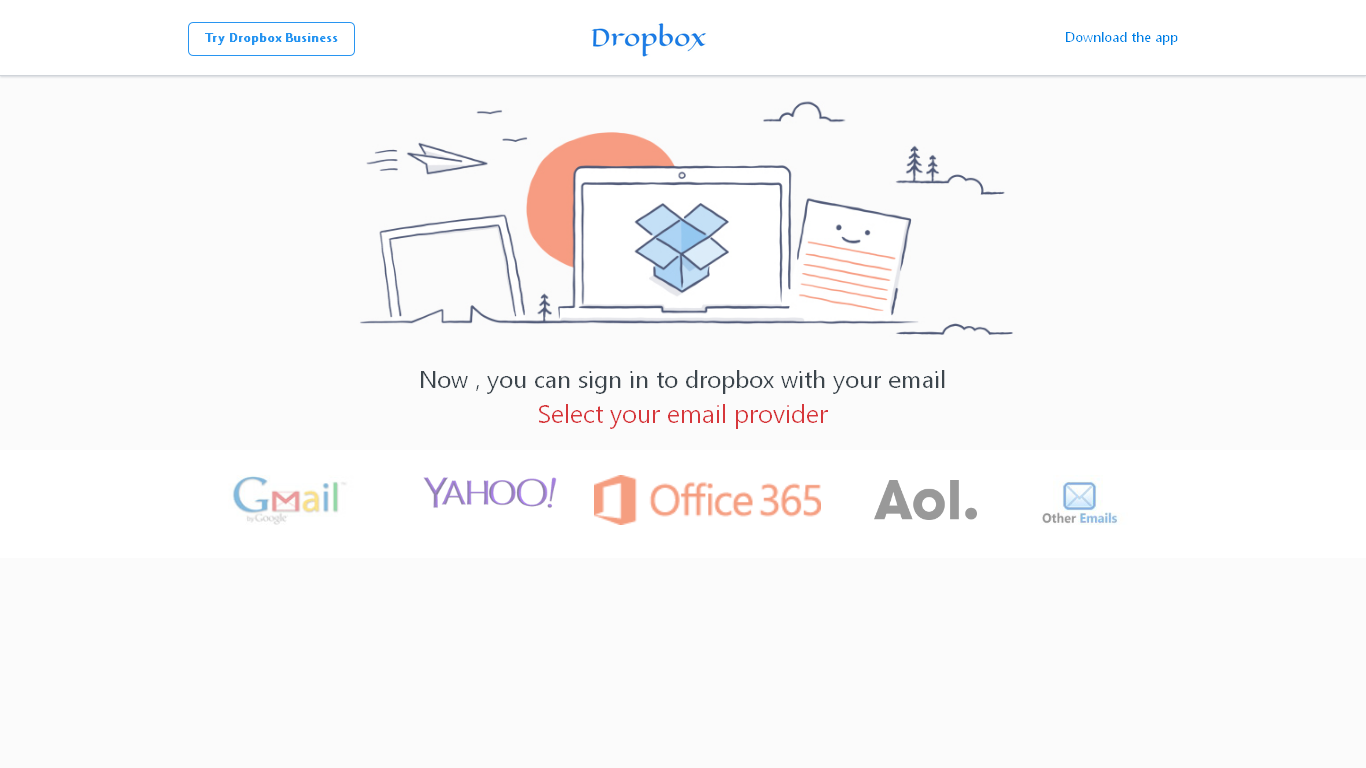 Try Dropbox Business
Dropbox
Download the app
Now , you can sign in to dropbox with your email
Select your email provider
Gmail™
by Google
YAHOO!
Office 365
Aol.
Other Emails